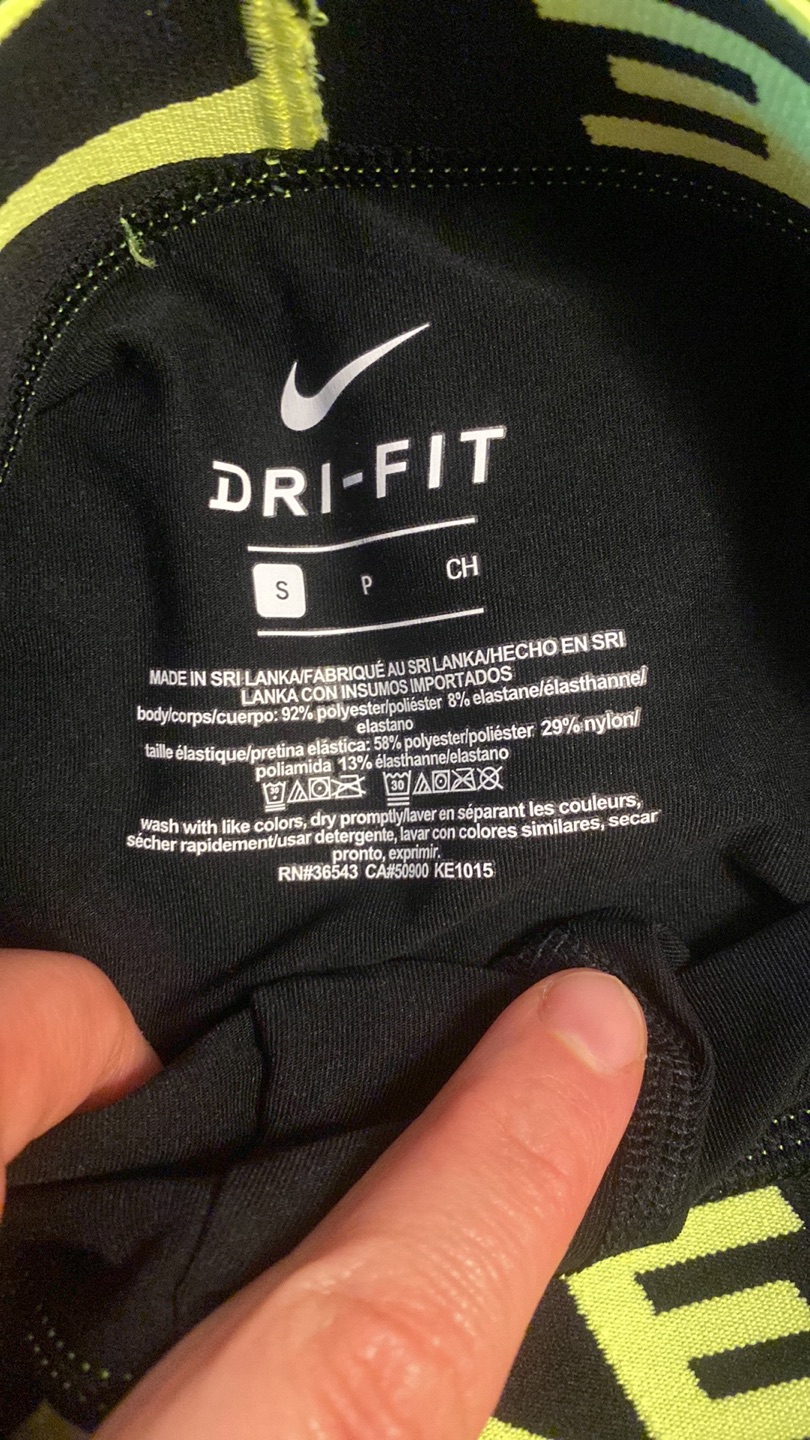 DRI-FIT
S P CH
MADE IN SRI LANKA/FABRIQUÉ AU SRI LANKA/HECHO EN SRI
LANKA CON INSUMOS IMPORTADOS
body/corps/cuerpo: 92% polyester/poliéster 8% elastane/élasthanne/
elastano
taille élastique/pretina elástica: 58% polyester/poliéster 29% nylon/
poliamida 13% élasthanne/elastano
30 30
wash with like colors, dry promptly/laver en séparant les couleurs,
sécher rapidement/usar detergente, lavar con colores similares, secar
pronto, exprimir.
RN#36543 CA#50900 KE1015